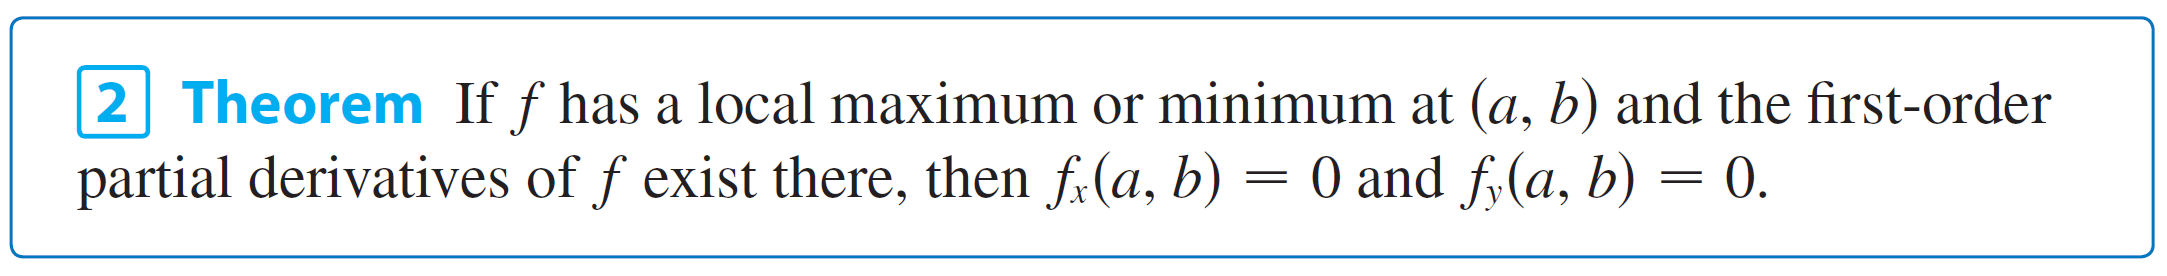 2 Theorem If f has a local maximum or minimum at (a, b) and the first-order
partial derivatives of f exist there, then fₓ(a, b) = 0 and f_y(a, b) = 0.